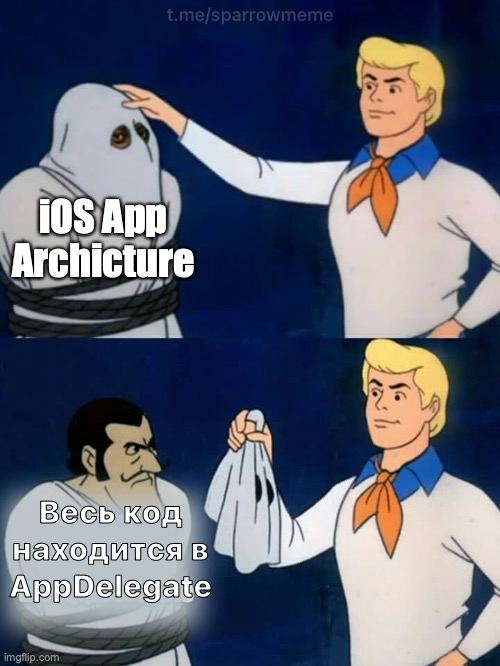 t.me/sparrowmeme
iOS App
Archicture
Весь код
находится в
AppDelegate
imgflip.com